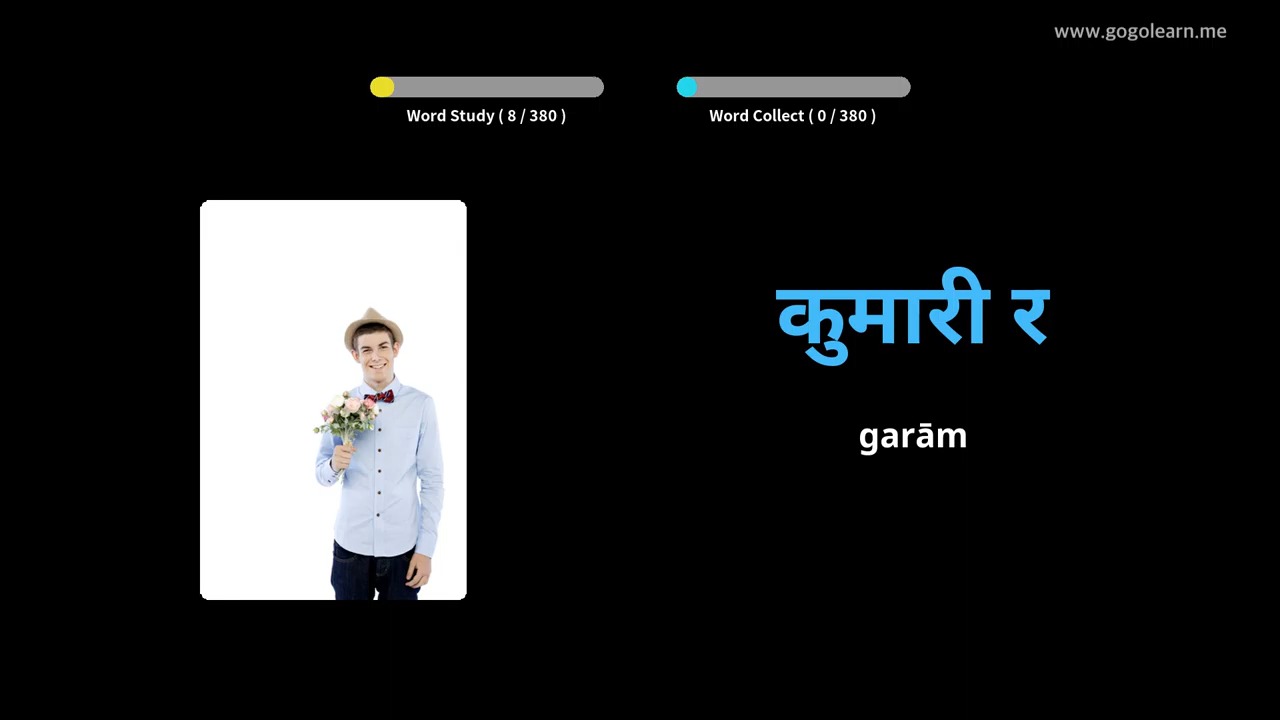 www.gogolearn.me
Word Study ( 8 / 380 )
Word Collect ( 0 / 380 )
कुमारी र
garām